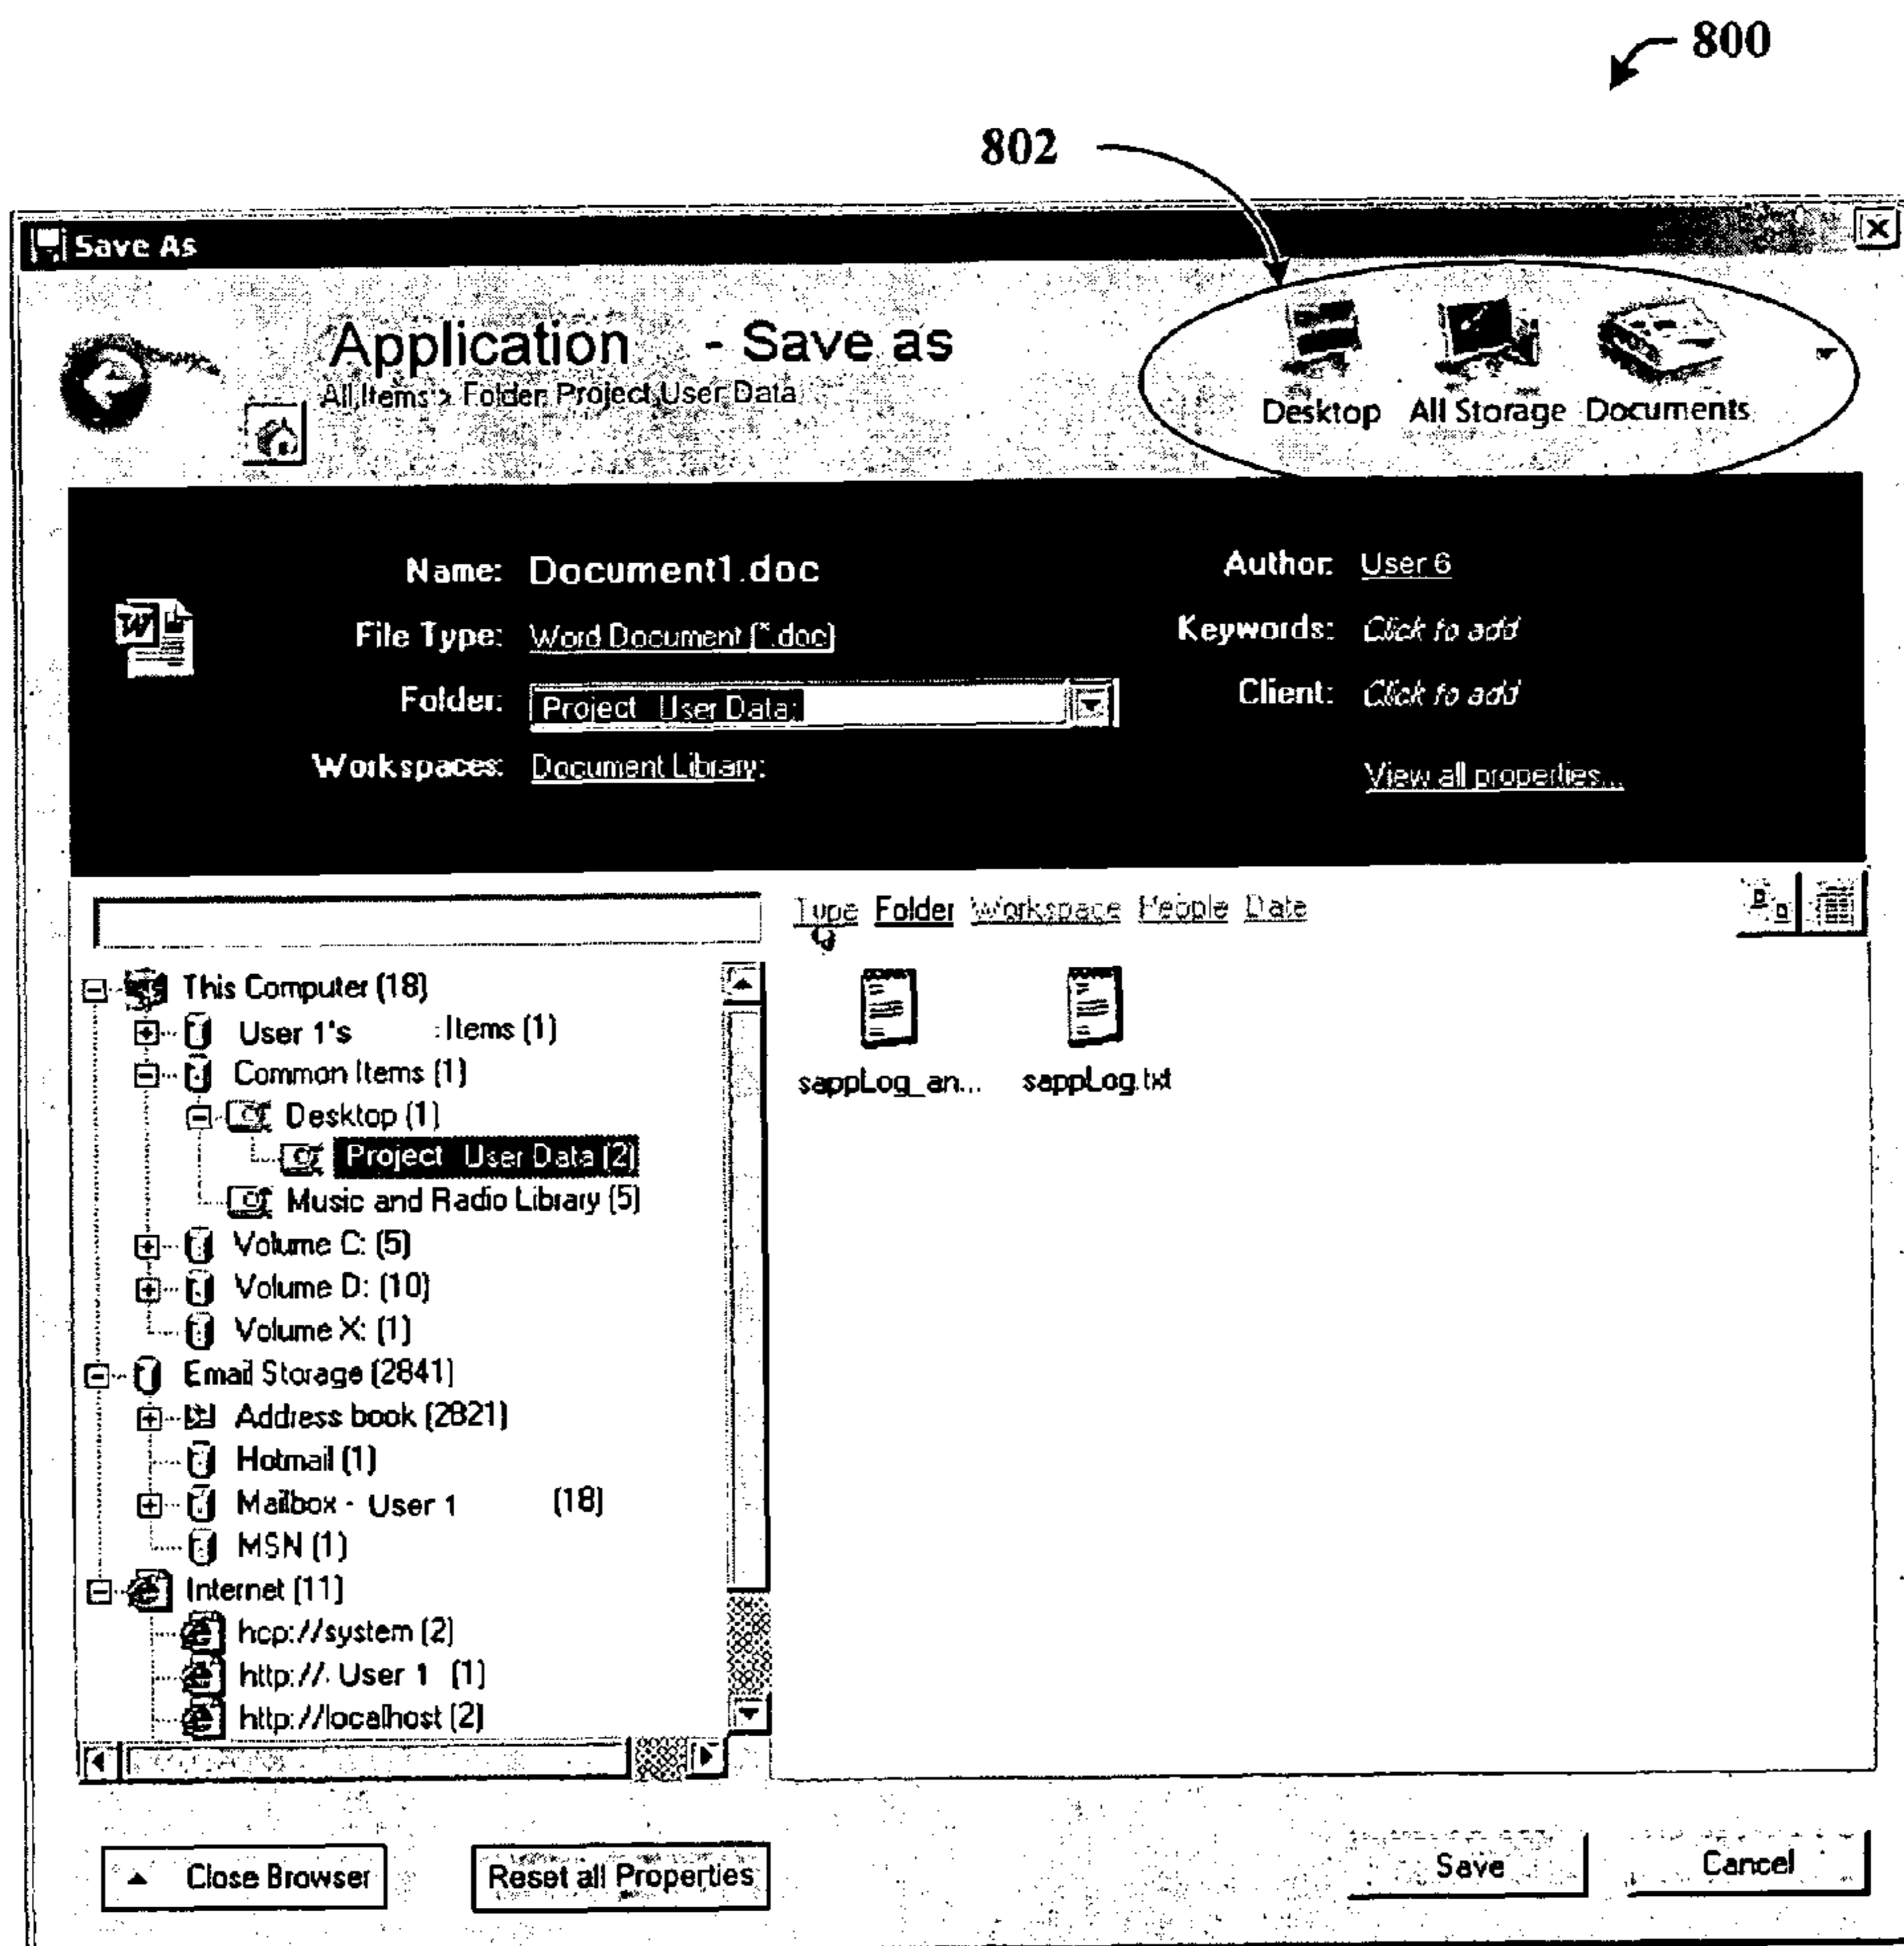 800
802
Save As
Application - Save as
All Items > Folder: Project User Data
Desktop All Storage Documents
Name: Document1.doc
Author: User 6
File Type: Word Document (*.doc)
Keywords: Click to add
Folder: Project User Data;
Client: Click to add
Workspaces: Document Library;
View all properties...
Type Folder Workspace People Date
This Computer (18)
User 1's Items (1)
Common Items (1)
Desktop (1)
Project User Data (2)
Music and Radio Library (5)
Volume C: (5)
Volume D: (10)
Volume X: (1)
Email Storage (2841)
Address book (2821)
Hotmail (1)
Mailbox - User 1 (18)
MSN (1)
Internet (11)
hcp://system (2)
http:// User 1 (1)
http://localhost (2)
sappLog_an... sappLog.txt
Close Browser Reset all Properties Save Cancel